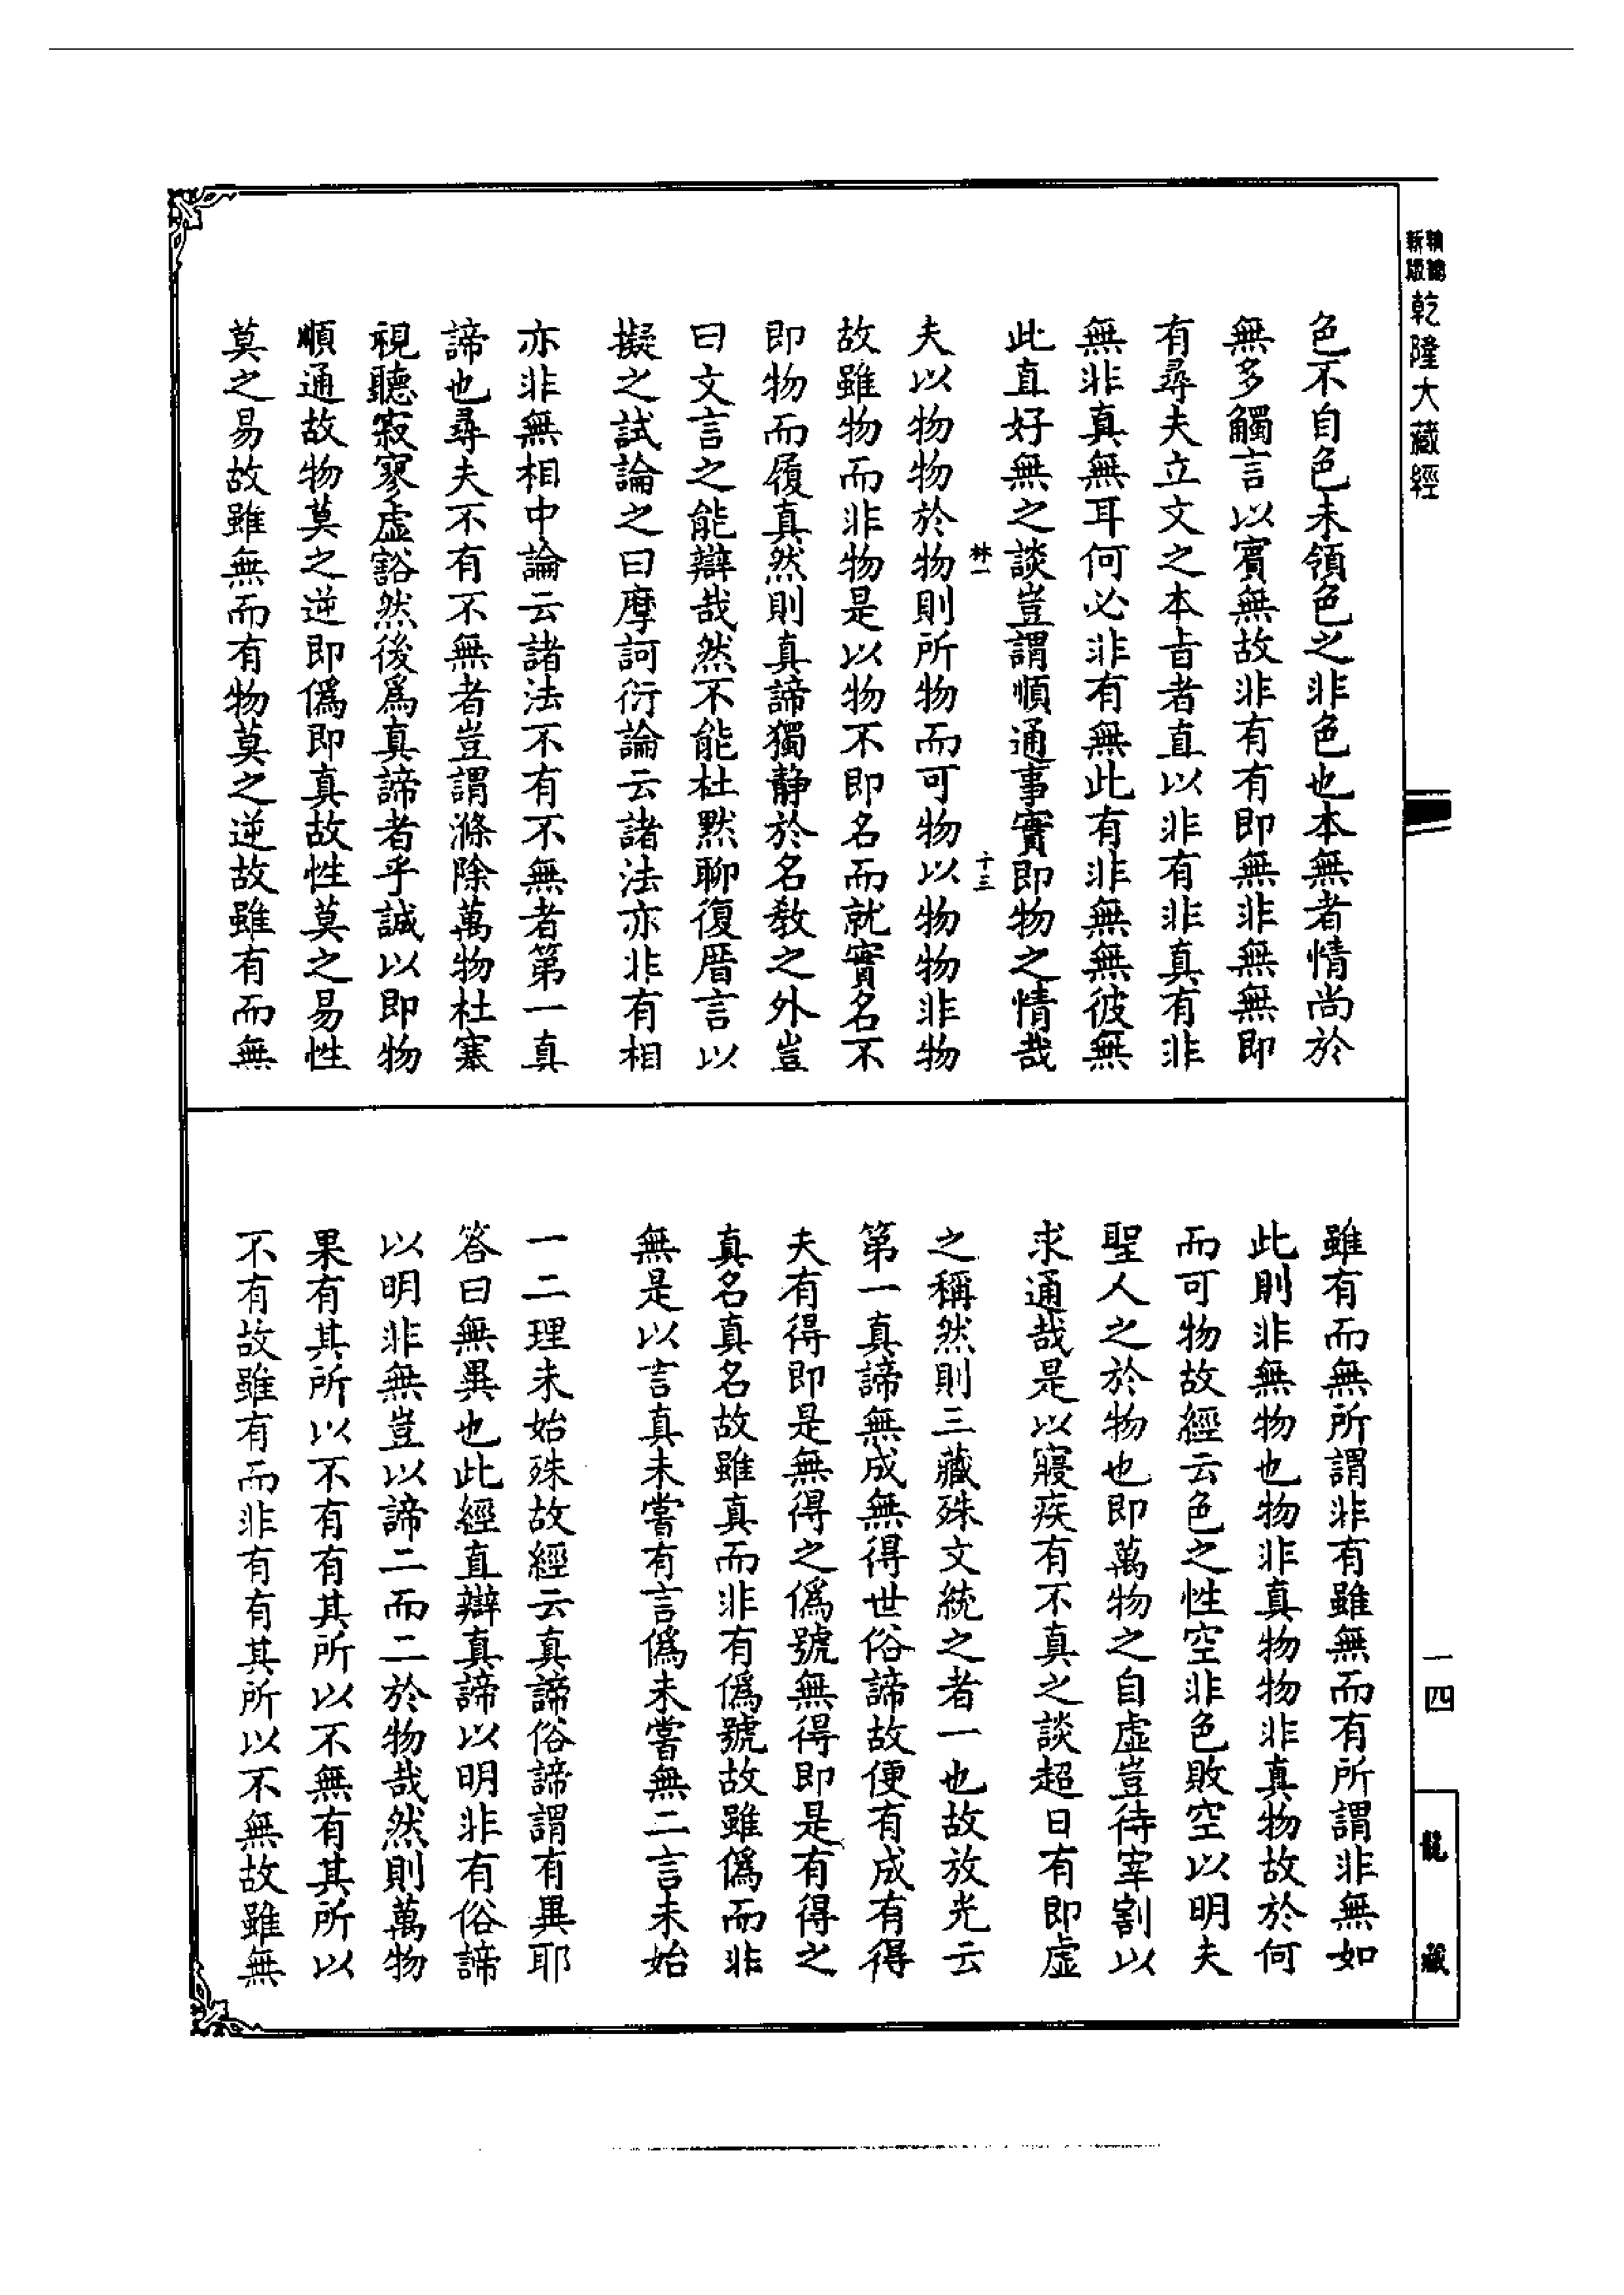 新編
縮版
乾隆大藏經
色不自色未領色之非色也本無者情尚於
無多觸言以賓無故非有有即無非無無即
有尋夫立文之本旨者直以非有非真有非
無非真無耳何必非有無此有非無無彼無
此直好無之談豈謂順通事實即物之情哉
林一
十三
夫以物物於物則所物而可物以物物非物
故雖物而非物是以物不即名而就實名不
即物而履真然則真諦獨靜於名教之外豈
曰文言之能辯哉然不能杜默聊復厝言以
擬之試論之曰摩訶衍論云諸法亦非有相
亦非無相中論云諸法不有不無者第一真
諦也尋夫不有不無者豈謂滌除萬物杜塞
視聽寂寥虛豁然後爲真諦者乎誠以即物
順通故物莫之逆即僞即真故性莫之易性
莫之易故雖無而有物莫之逆故雖有而無
雖有而無所謂非有雖無而有所謂非無如
此則非無物也物非真物物非真物故於何
而可物故經云色之性空非色敗空以明夫
聖人之於物也即萬物之自虛豈待宰割以
求通哉是以寢疾有不真之談超日有即虛
之稱然則三藏殊文統之者一也故放光云
第一真諦無成無得世俗諦故便有成有得
夫有得即是無得之僞號無得即是有得之
真名真名故雖真而非有僞號故雖僞而非
無是以言真未嘗有言僞未嘗無二言未始
一二理未始殊故經云真諦俗諦謂有異耶
答曰無異也此經直辯真諦以明非有俗諦
以明非無豈以諦二而二於物哉然則萬物
果有其所以不有有其所以不無有其所以
不有故雖有而非有有其所以不無故雖無
一四
龍藏